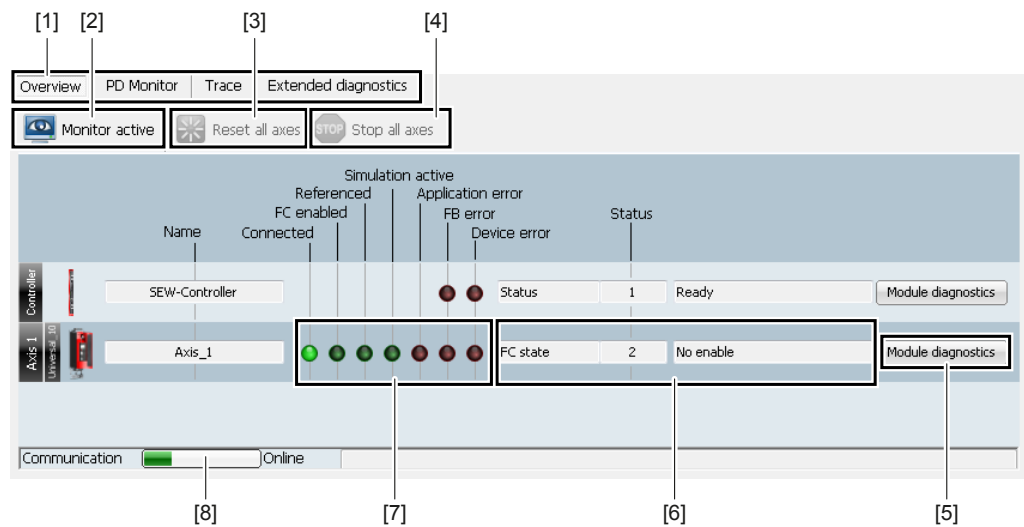 [1] [2] [3] [4]
Overview PD Monitor Trace Extended diagnostics
Monitor active Reset all axes STOP Stop all axes
Simulation active
Referenced Application error
FC enabled FB error Status
Name Connected Device error
Controller SEW-Controller Status 1 Ready Module diagnostics
Axis 1 Universal_10 Axis_1 FC state 2 No enable Module diagnostics
Communication Online
[8] [7] [6] [5]